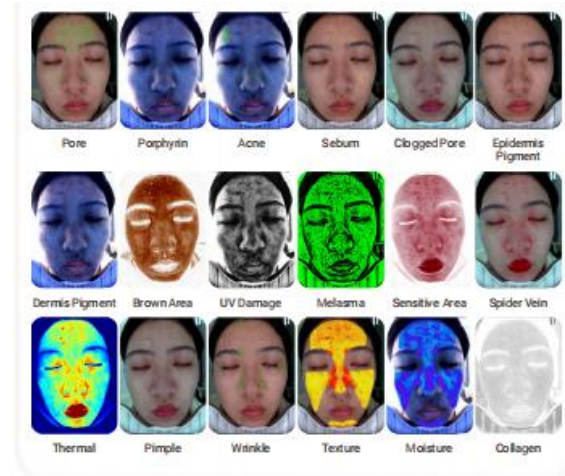 Pore
Porphyrin
Acne
Sebum
Clogged Pore
Epidermis
Pigment
Dermis Pigment
Brown Area
UV Damage
Melasma
Sensitive Area
Spider Vein
Thermal
Pimple
Wrinkle
Texture
Moisture
Collagen